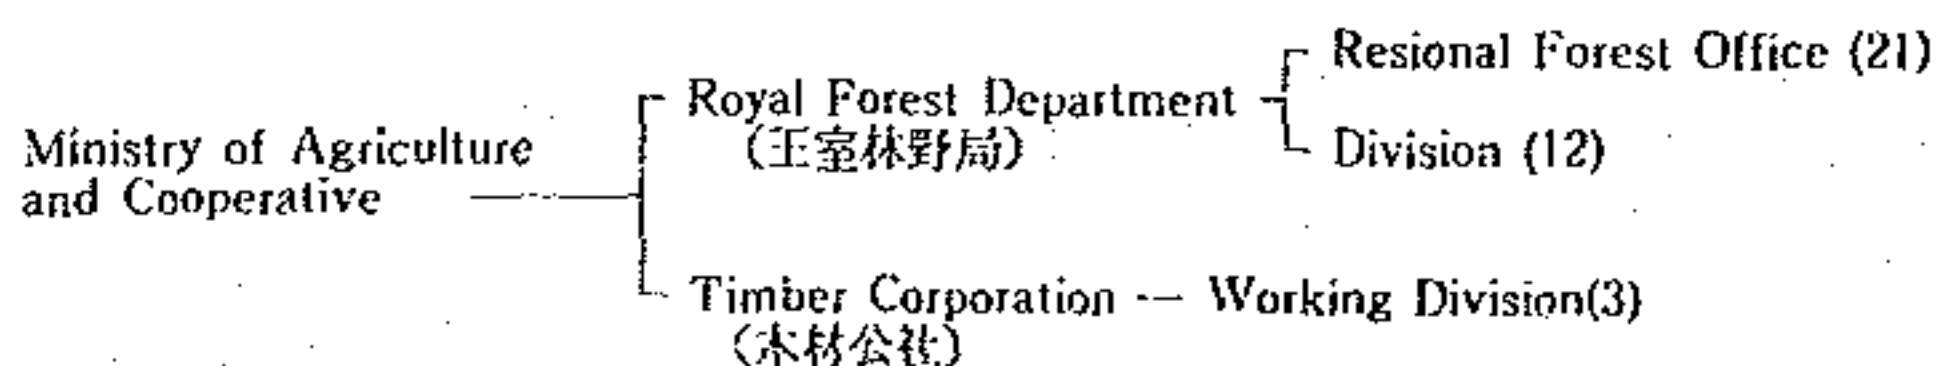 Resional Forest Office (21)
Royal Forest Department
(王室林野局)
Ministry of Agriculture
and Cooperative
Division (12)
Timber Corporation
(木材公社)
Working Division(3)